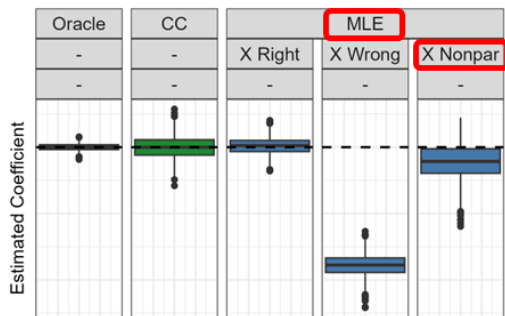 Oracle CC MLE
- - X Right X Wrong X Nonpar
- - - - -
Estimated Coefficient